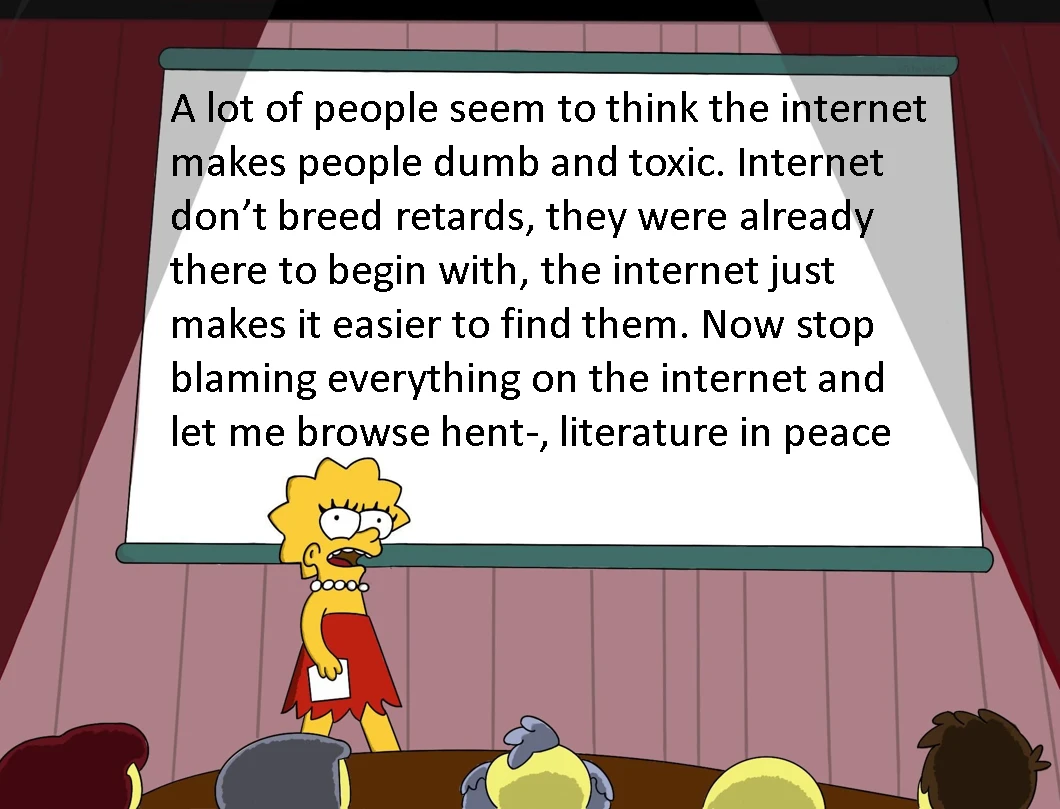 A lot of people seem to think the internet
makes people dumb and toxic. Internet
don’t breed retards, they were already
there to begin with, the internet just
makes it easier to find them. Now stop
blaming everything on the internet and
let me browse hent-, literature in peace